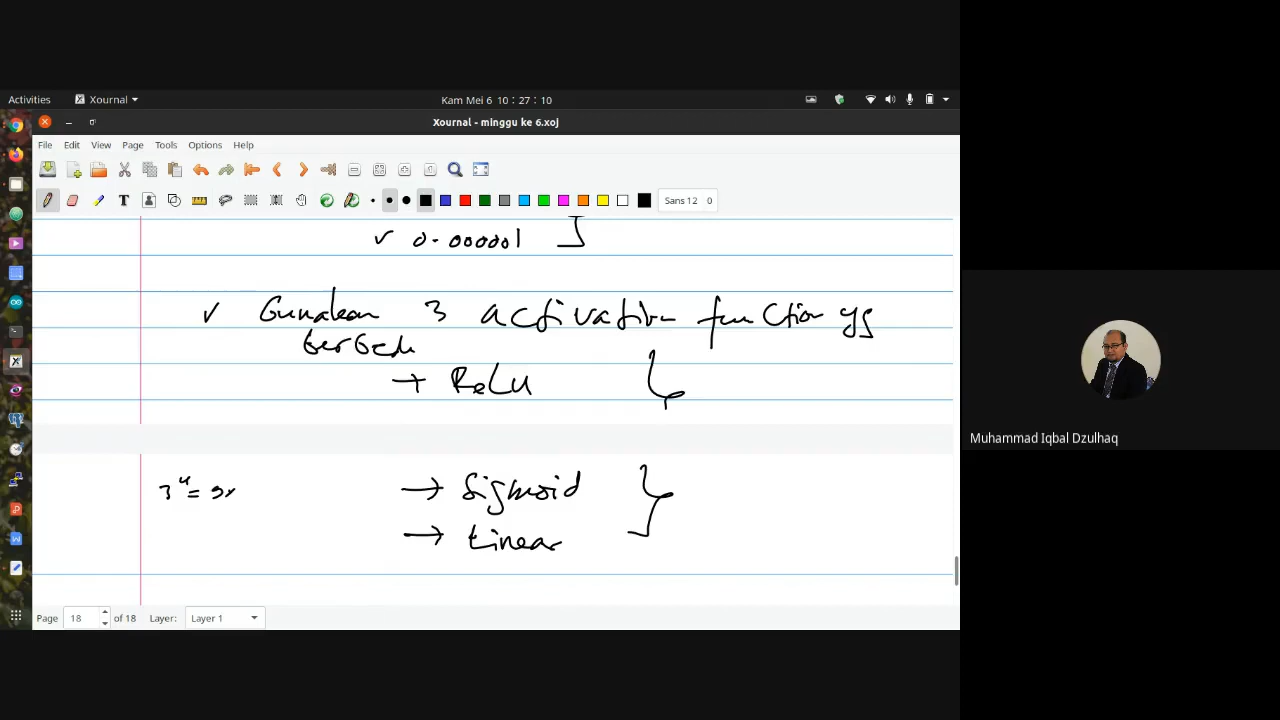 Activities Xournal Kam Mei 6 10 : 27 : 10
Xournal - minggu ke 6.xoj
File Edit View Page Tools Options Help
Sans 12 0
✓ 0.000001
✓ Gunakan 3 activation function yg
berbeda
→ ReLU
3⁴ =
→ Sigmoid
→ Linear
Page 18 of 18 Layer: Layer 1
Muhammad Iqbal Dzulhaq